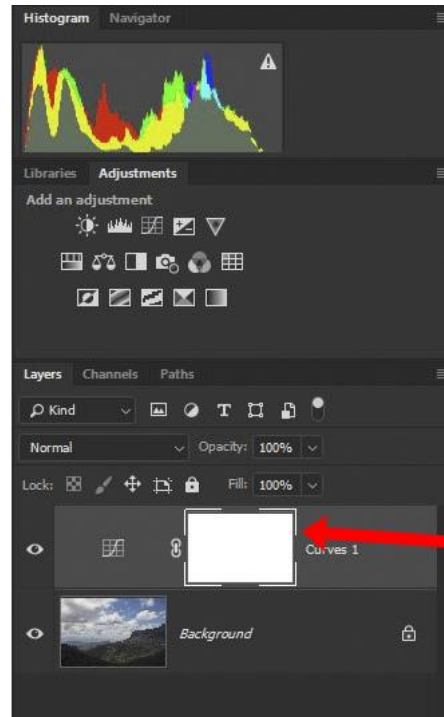 Histogram Navigator
Libraries Adjustments
Add an adjustment
Layers Channels Paths
Kind T
Normal Opacity: 100%
Lock: Fill: 100%
Curves 1
Background